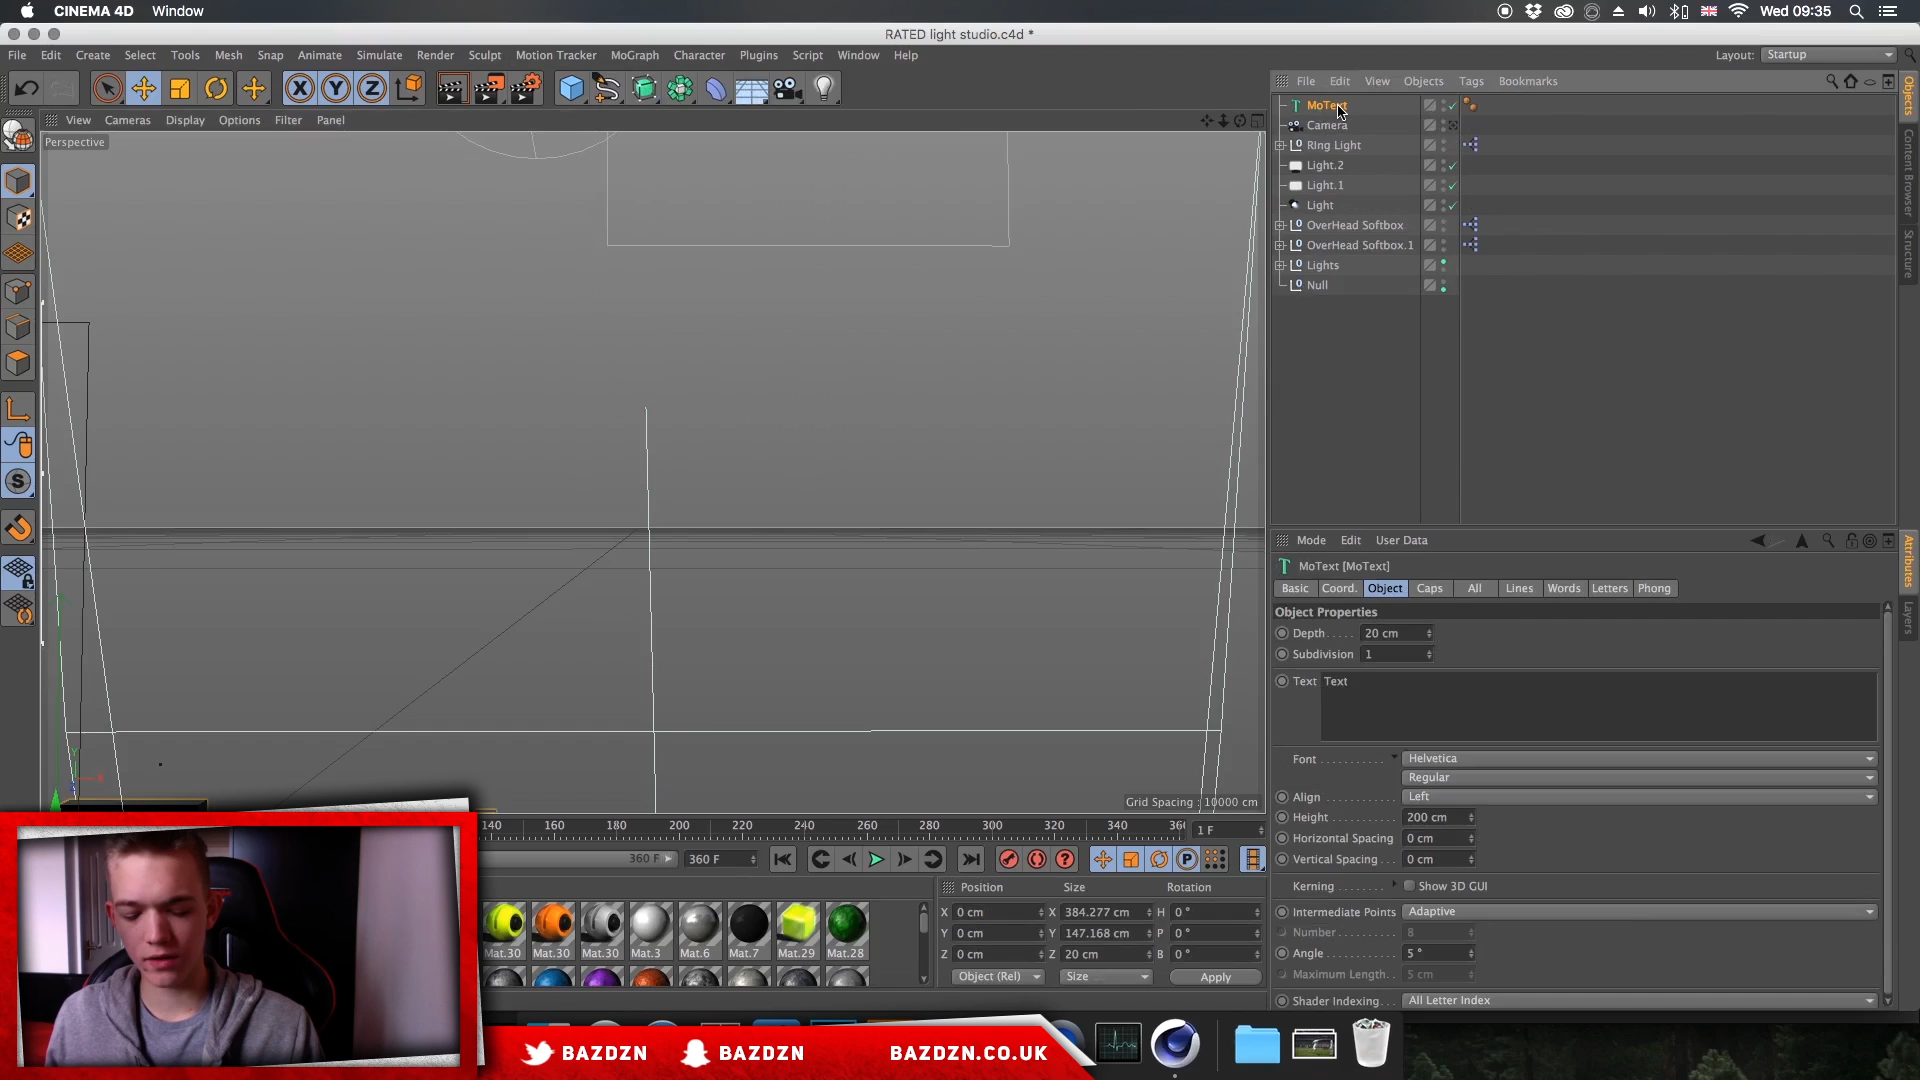 CINEMA 4D Window Wed 09:35
RATED light studio.c4d *
File Edit Create Select Tools Mesh Snap Animate Simulate Render Sculpt Motion Tracker MoGraph Character Plugins Script Window Help Layout: Startup
X Y Z
File Edit View Objects Tags Bookmarks
View Cameras Display Options Filter Panel
Perspective
MoText
Camera
RIng Light
Light.2
Light.1
Light
OverHead Softbox
OverHead Softbox.1
Lights
Null
Objects
Content Browser
Structure
Mode Edit User Data
MoText [MoText]
Basic Coord. Object Caps All Lines Words Letters Phong
Object Properties
Depth 20 cm
Subdivision 1
Text Text
Font Helvetica
Regular
Align Left
Height 200 cm
Horizontal Spacing 0 cm
Vertical Spacing 0 cm
Kerning Show 3D GUI
Intermediate Points Adaptive
Number 8
Angle 5 °
Maximum Length 5 cm
Shader Indexing All Letter Index
Attributes
Layers
Grid Spacing : 10000 cm
140 160 180 200 220 240 260 280 300 320 340 36
1 F
360 F 360 F
Position Size Rotation
X 0 cm X 384.277 cm H 0 °
Y 0 cm Y 147.168 cm P 0 °
Z 0 cm Z 20 cm B 0 °
Object (Rel) Size Apply
Mat.30 Mat.30 Mat.30 Mat.3 Mat.6 Mat.7 Mat.29 Mat.28
BAZDZN BAZDZN BAZDZN.CO.UK